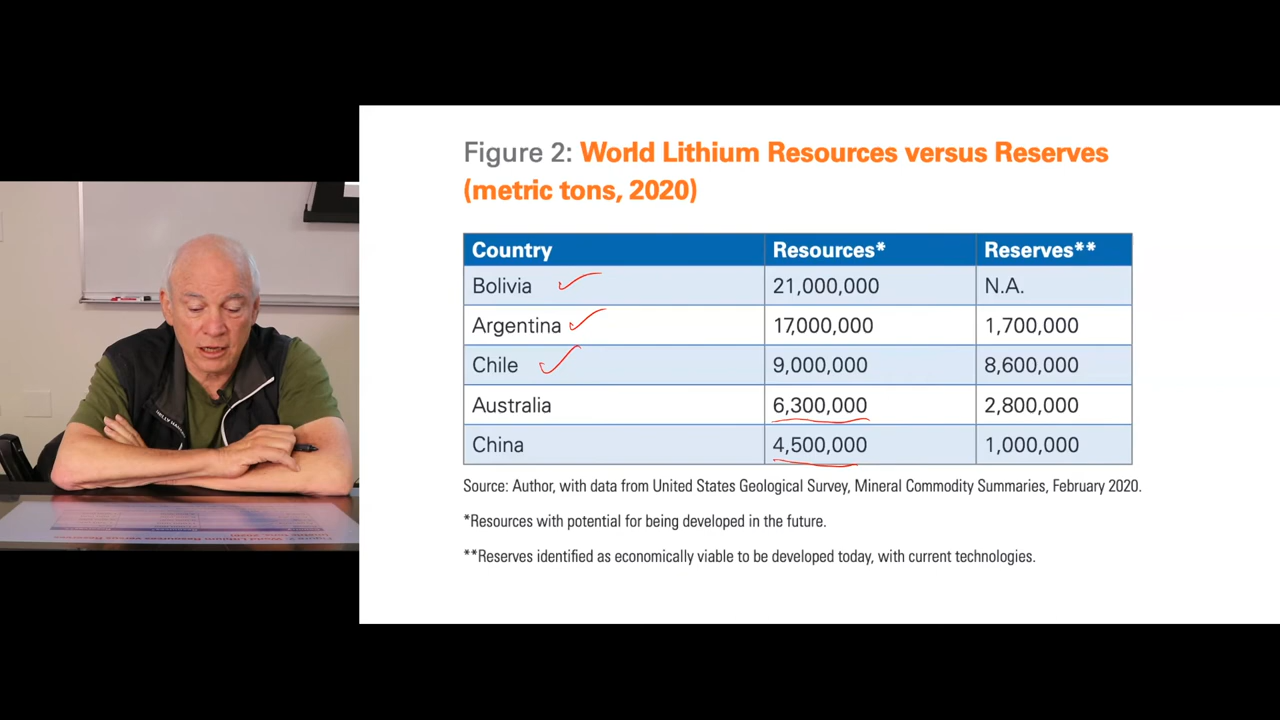 Figure 2: World Lithium Resources versus Reserves
(metric tons, 2020)
Country Resources* Reserves**
Bolivia 21,000,000 N.A.
Argentina 17,000,000 1,700,000
Chile 9,000,000 8,600,000
Australia 6,300,000 2,800,000
China 4,500,000 1,000,000
Source: Author, with data from United States Geological Survey, Mineral Commodity Summaries, February 2020.
*Resources with potential for being developed in the future.
**Reserves identified as economically viable to be developed today, with current technologies.